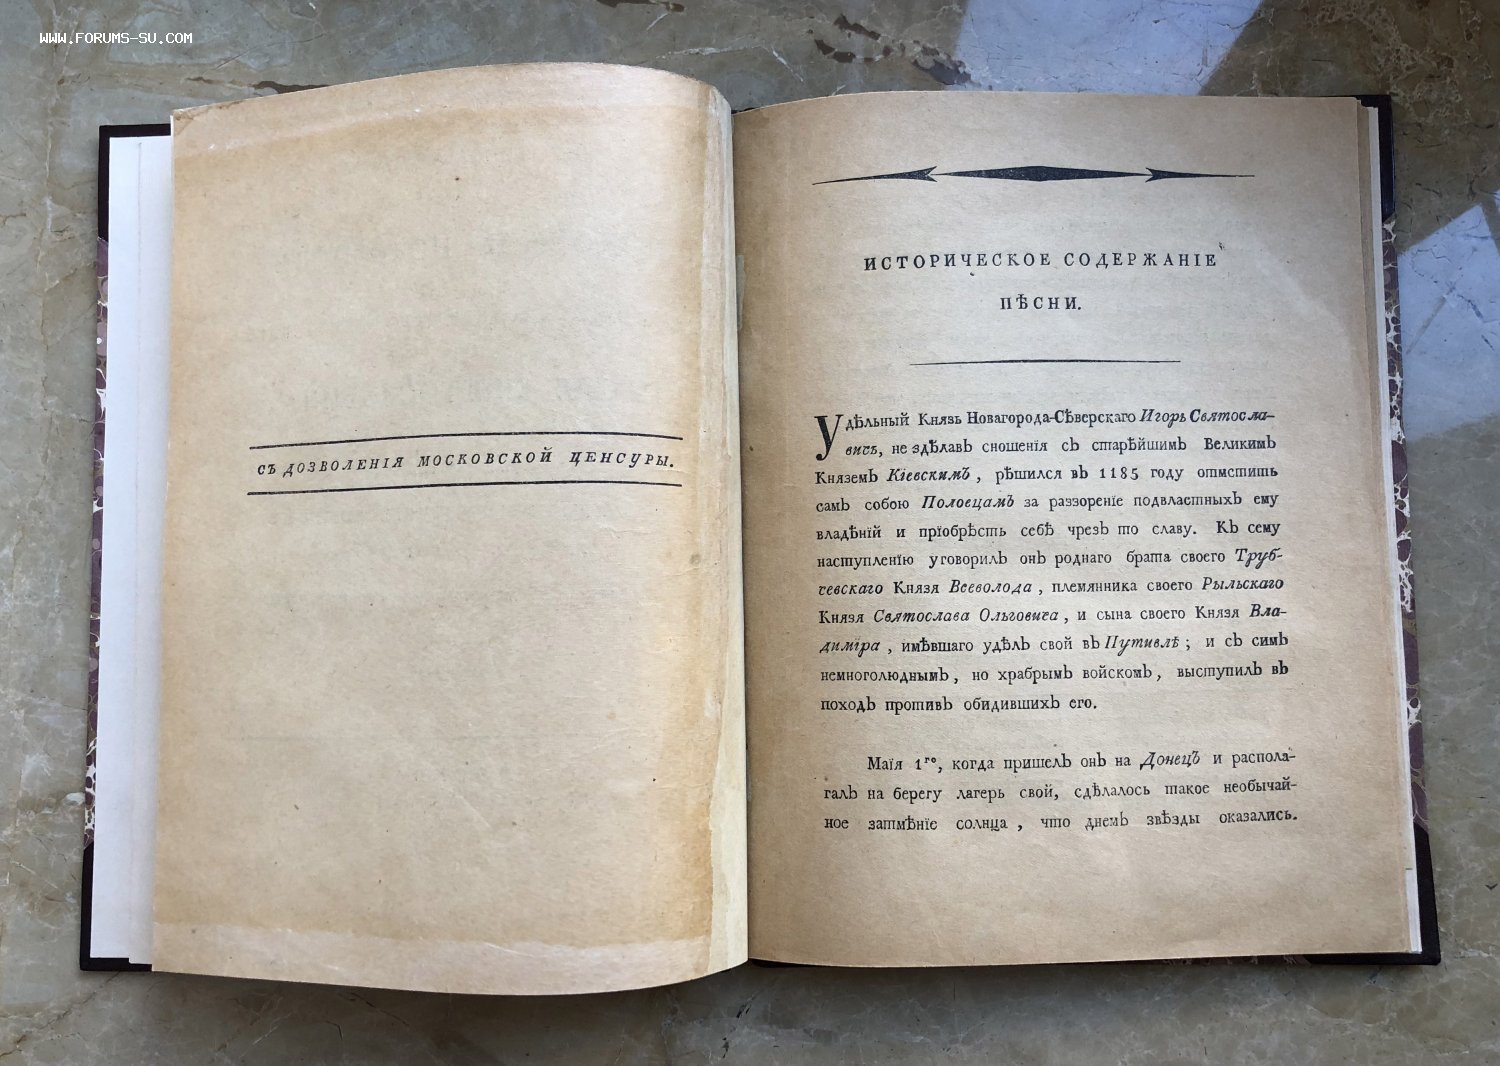 WWW.FORUMS-SU.COM
СЪ ДОЗВОЛЕНІЯ МОСКОВСКОЙ ЦЕНСУРЫ.
ИСТОРИЧЕСКОЕ СОДЕРЖАНІЕ
ПѢСНИ.
Удѣльный Князь Новагорода-Сѣверскаго Игорь Святосла-
вичь, не здѣлавъ сношенія съ старѣйшимъ Великимъ
Княземъ Кіевскимъ, рѣшился въ 1185 году отмстить
самъ собою Половцамъ за раззореніе подвластныхъ ему
владѣній и пріобрѣсть себѣ чрезъ то славу. Къ сему
наступленію уговорилъ онъ роднаго брата своего Труб-
чевскаго Князя Всеволода, племянника своего Рыльскаго
Князя Святослава Ольговича, и сына своего Князя Вла-
диміра, имѣвшаго удѣлъ свой въ Путивлѣ; и съ симъ
немноголюднымъ, но храбрымъ войскомъ, выступилъ въ
походъ противъ обидившихъ его.
Маія 1го, когда пришелъ онъ на Донецъ и распола-
галъ на берегу лагерь свой, сдѣлалось такое необычай-
ное затмѣніе солнца, что днемъ звѣзды оказались.